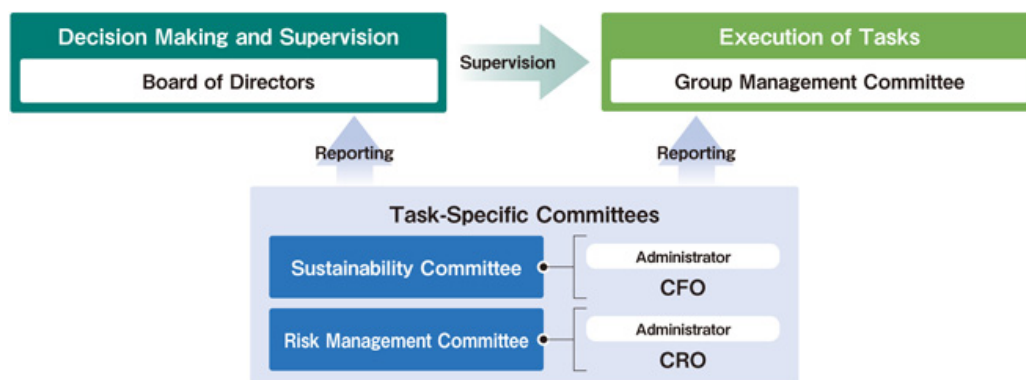 Decision Making and Supervision
Board of Directors
Supervision
Execution of Tasks
Group Management Committee
Reporting
Reporting
Task-Specific Committees
Sustainability Committee
Administrator
CFO
Risk Management Committee
Administrator
CRO